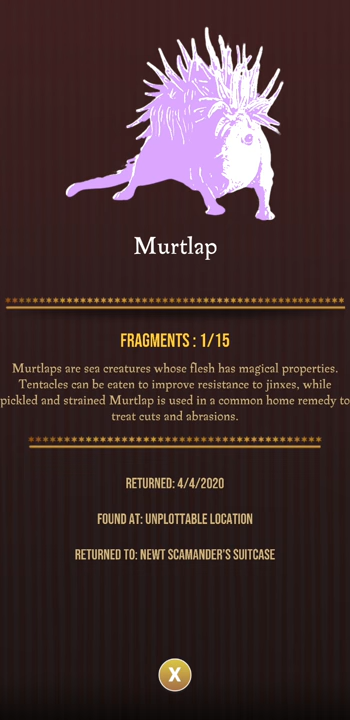 Murtlap
FRAGMENTS : 1/15
Murtlaps are sea creatures whose flesh has magical properties.
Tentacles can be eaten to improve resistance to jinxes, while
pickled and strained Murtlap is used in a common home remedy to
treat cuts and abrasions.
RETURNED: 4/4/2020
FOUND AT: UNPLOTTABLE LOCATION
RETURNED TO: NEWT SCAMANDER'S SUITCASE
X